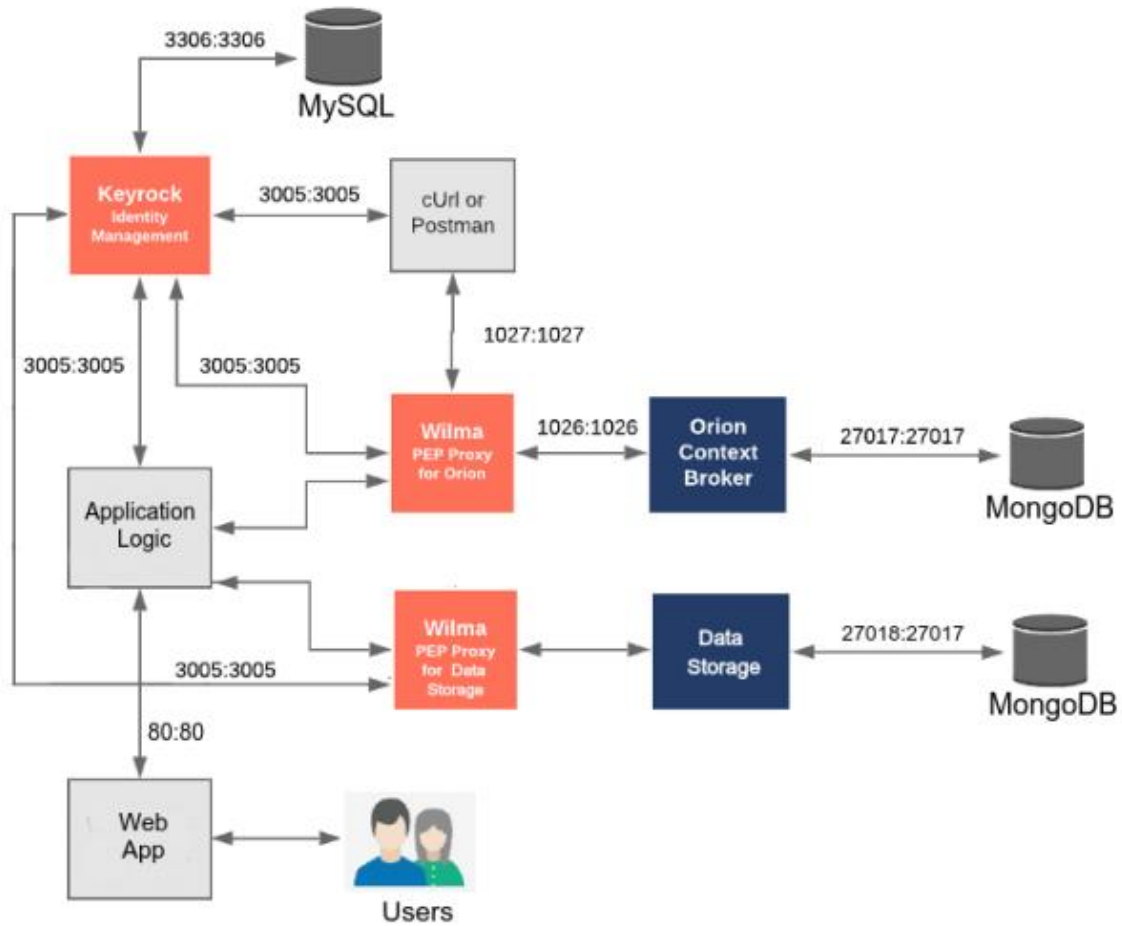 3306:3306
MySQL
Keyrock
Identity
Management
3005:3005
cUrl or
Postman
1027:1027
3005:3005
3005:3005
Wilma
PEP Proxy
for Orion
1026:1026
Orion
Context
Broker
27017:27017
MongoDB
Application
Logic
Wilma
PEP Proxy
for Data
Storage
Data
Storage
27018:27017
MongoDB
3005:3005
80:80
Web
App
Users